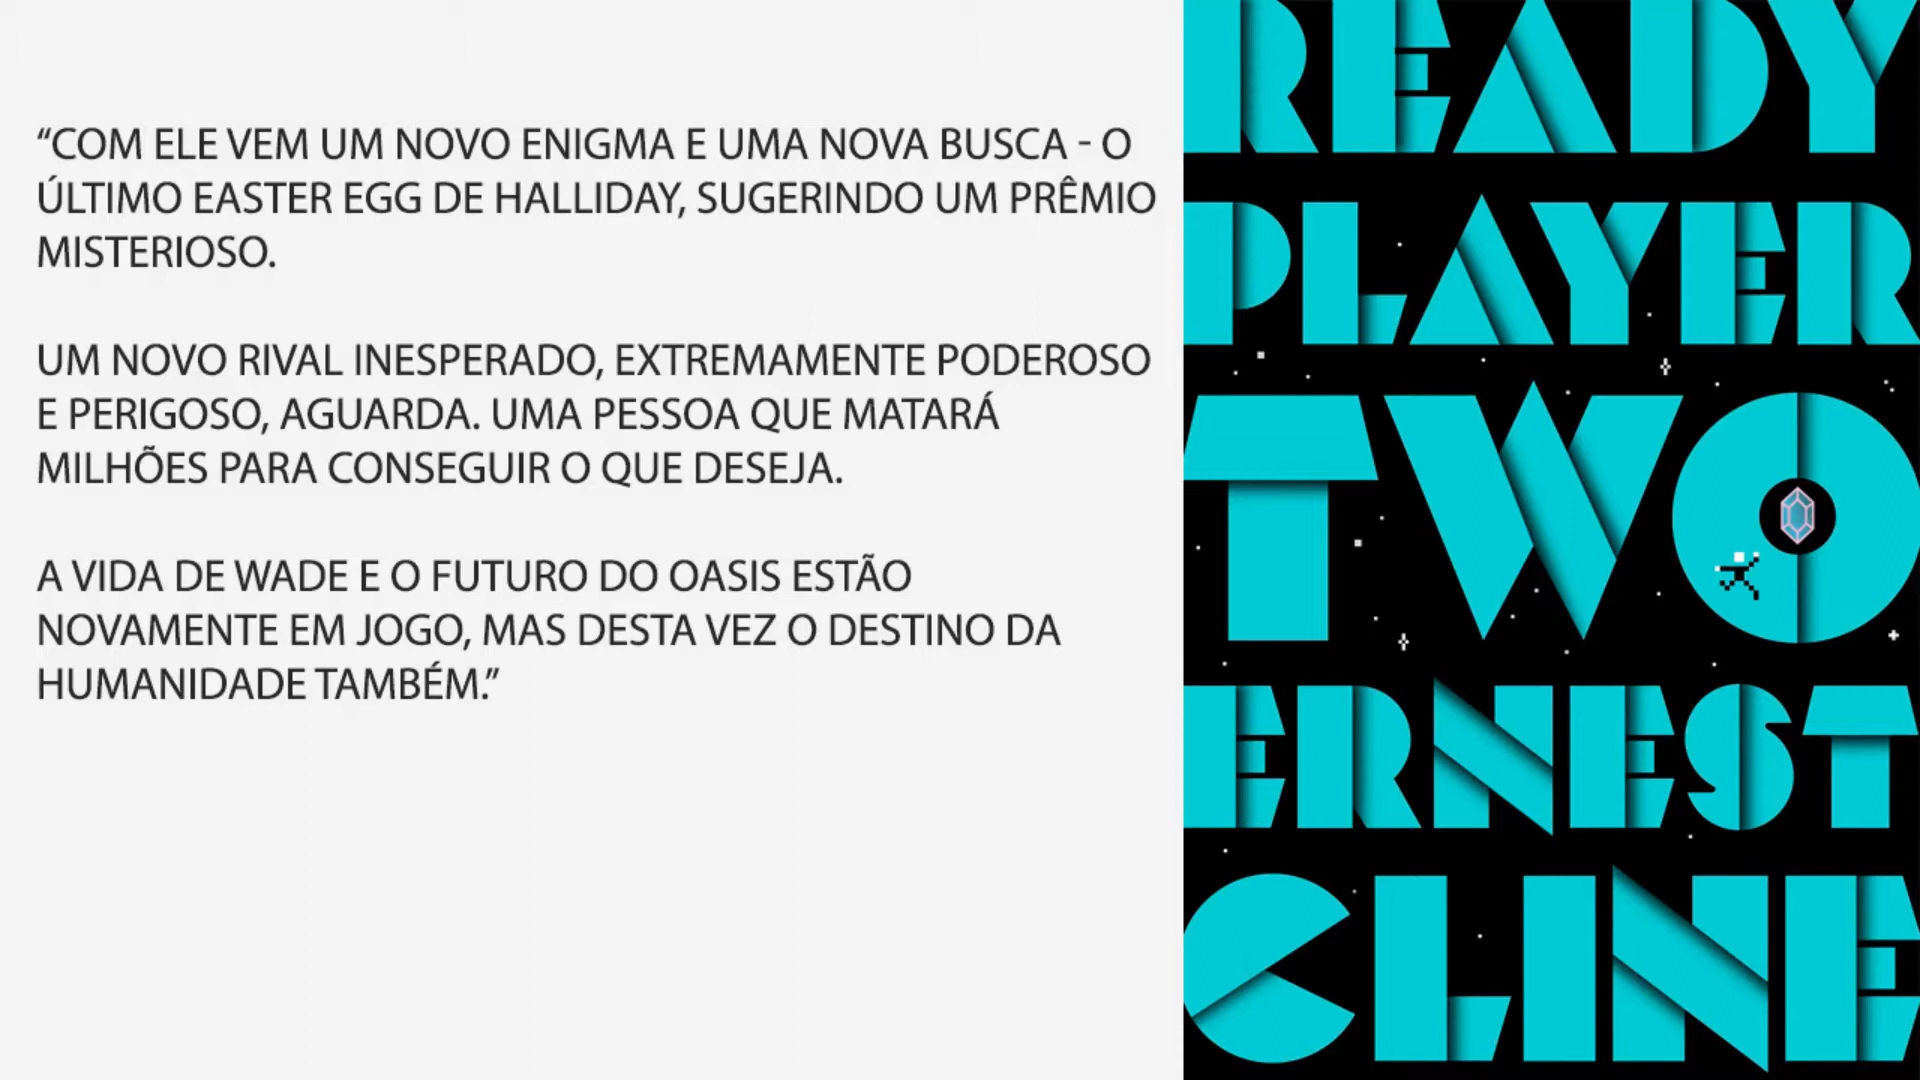 “COM ELE VEM UM NOVO ENIGMA E UMA NOVA BUSCA - O
ÚLTIMO EASTER EGG DE HALLIDAY, SUGERINDO UM PRÊMIO
MISTERIOSO.
UM NOVO RIVAL INESPERADO, EXTREMAMENTE PODEROSO
E PERIGOSO, AGUARDA. UMA PESSOA QUE MATARÁ
MILHÕES PARA CONSEGUIR O QUE DESEJA.
A VIDA DE WADE E O FUTURO DO OASIS ESTÃO
NOVAMENTE EM JOGO, MAS DESTA VEZ O DESTINO DA
HUMANIDADE TAMBÉM.”
READY
PLAYER
TWO
ERNEST
CLINE